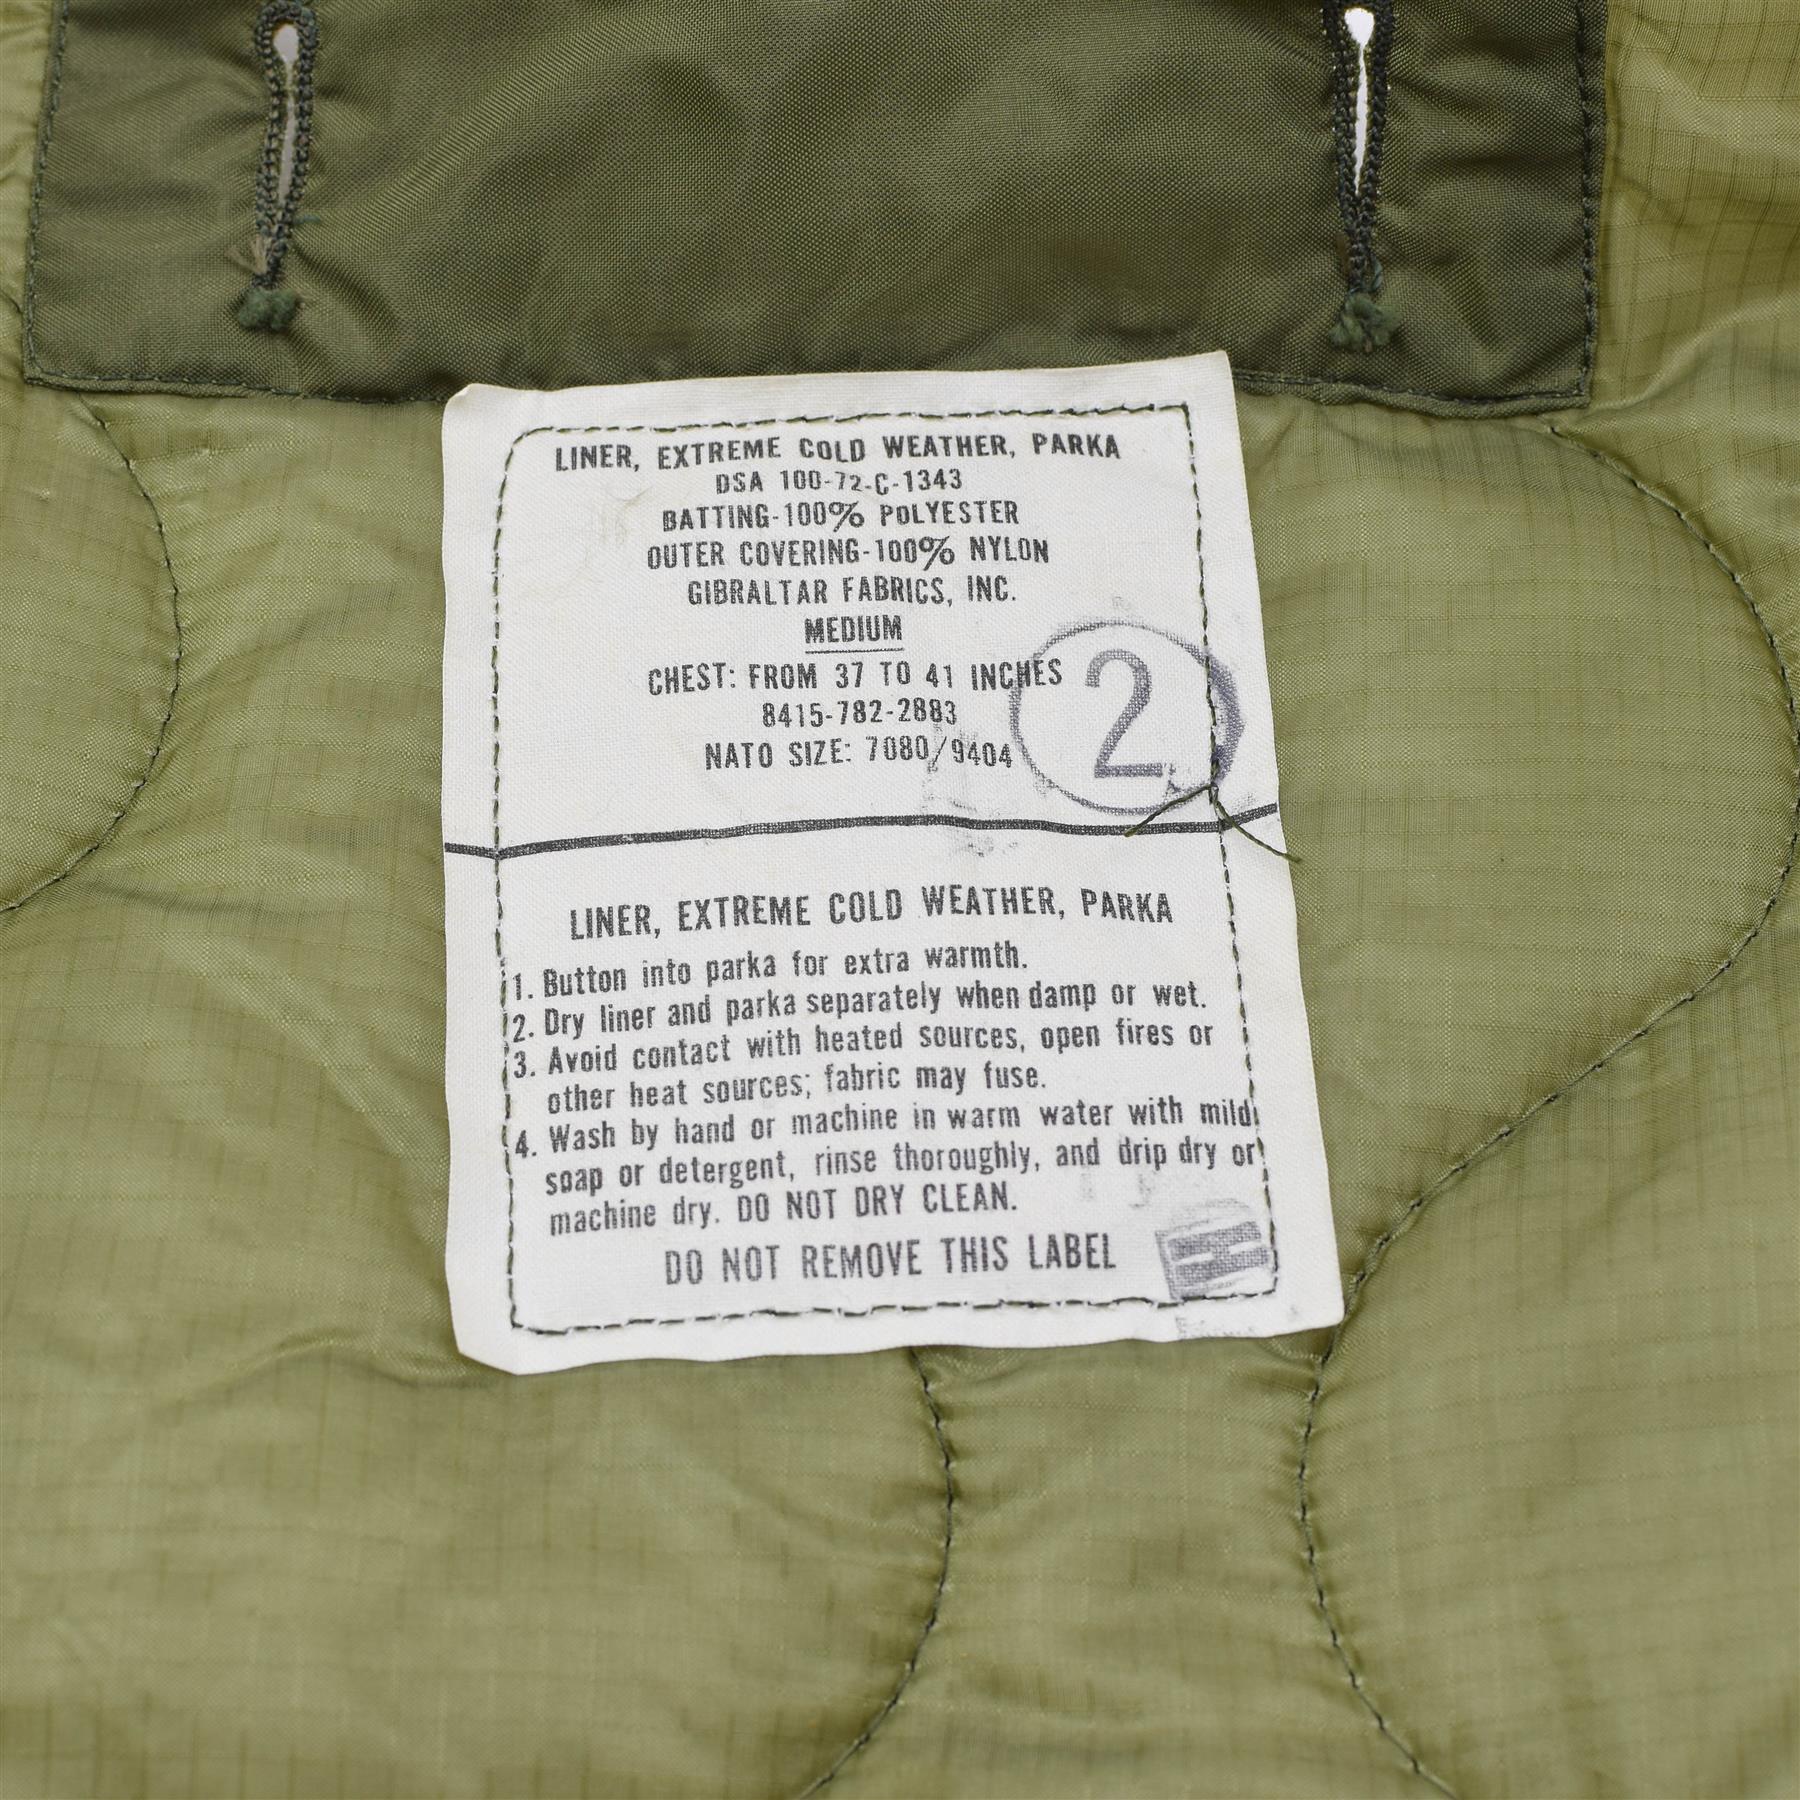 LINER, EXTREME COLD WEATHER, PARKA
DSA 100-72-C-1343
BATTING-100% POLYESTER
OUTER COVERING-100% NYLON
GIBRALTAR FABRICS, INC.
MEDIUM
CHEST: FROM 37 TO 41 INCHES
8415-782-2883
NATO SIZE: 7080/9404
2
LINER, EXTREME COLD WEATHER, PARKA
1. Button into parka for extra warmth.
2. Dry liner and parka separately when damp or wet.
3. Avoid contact with heated sources, open fires or
other heat sources; fabric may fuse.
4. Wash by hand or machine in warm water with mild
soap or detergent, rinse thoroughly, and drip dry or
machine dry. DO NOT DRY CLEAN.
DO NOT REMOVE THIS LABEL